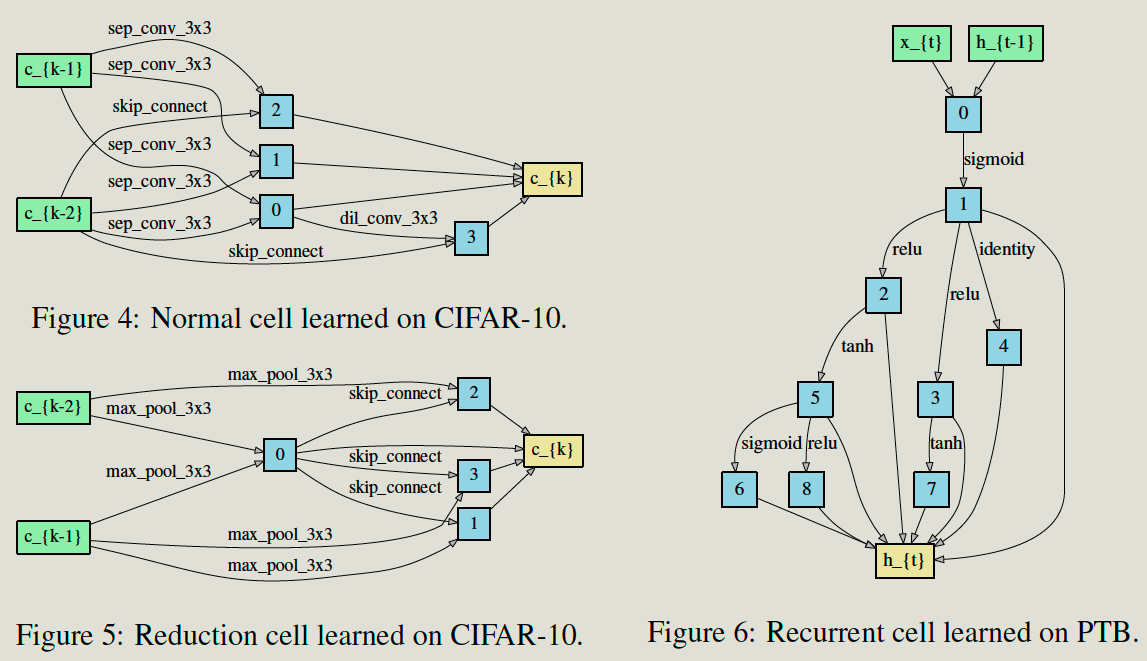 sep_conv_3x3
c_{k-1}
sep_conv_3x3
skip_connect
2
sep_conv_3x3
1
c_{k}
sep_conv_3x3
c_{k-2}
0
sep_conv_3x3
dil_conv_3x3
3
skip_connect
Figure 4: Normal cell learned on CIFAR-10.
max_pool_3x3
c_{k-2}
max_pool_3x3
skip_connect
2
0
skip_connect
c_{k}
max_pool_3x3
3
skip_connect
1
c_{k-1}
max_pool_3x3
max_pool_3x3
Figure 5: Reduction cell learned on CIFAR-10.
x_{t}
h_{t-1}
0
sigmoid
1
relu
identity
2
relu
tanh
4
5
3
sigmoid
relu
tanh
6
8
7
h_{t}
Figure 6: Recurrent cell learned on PTB.